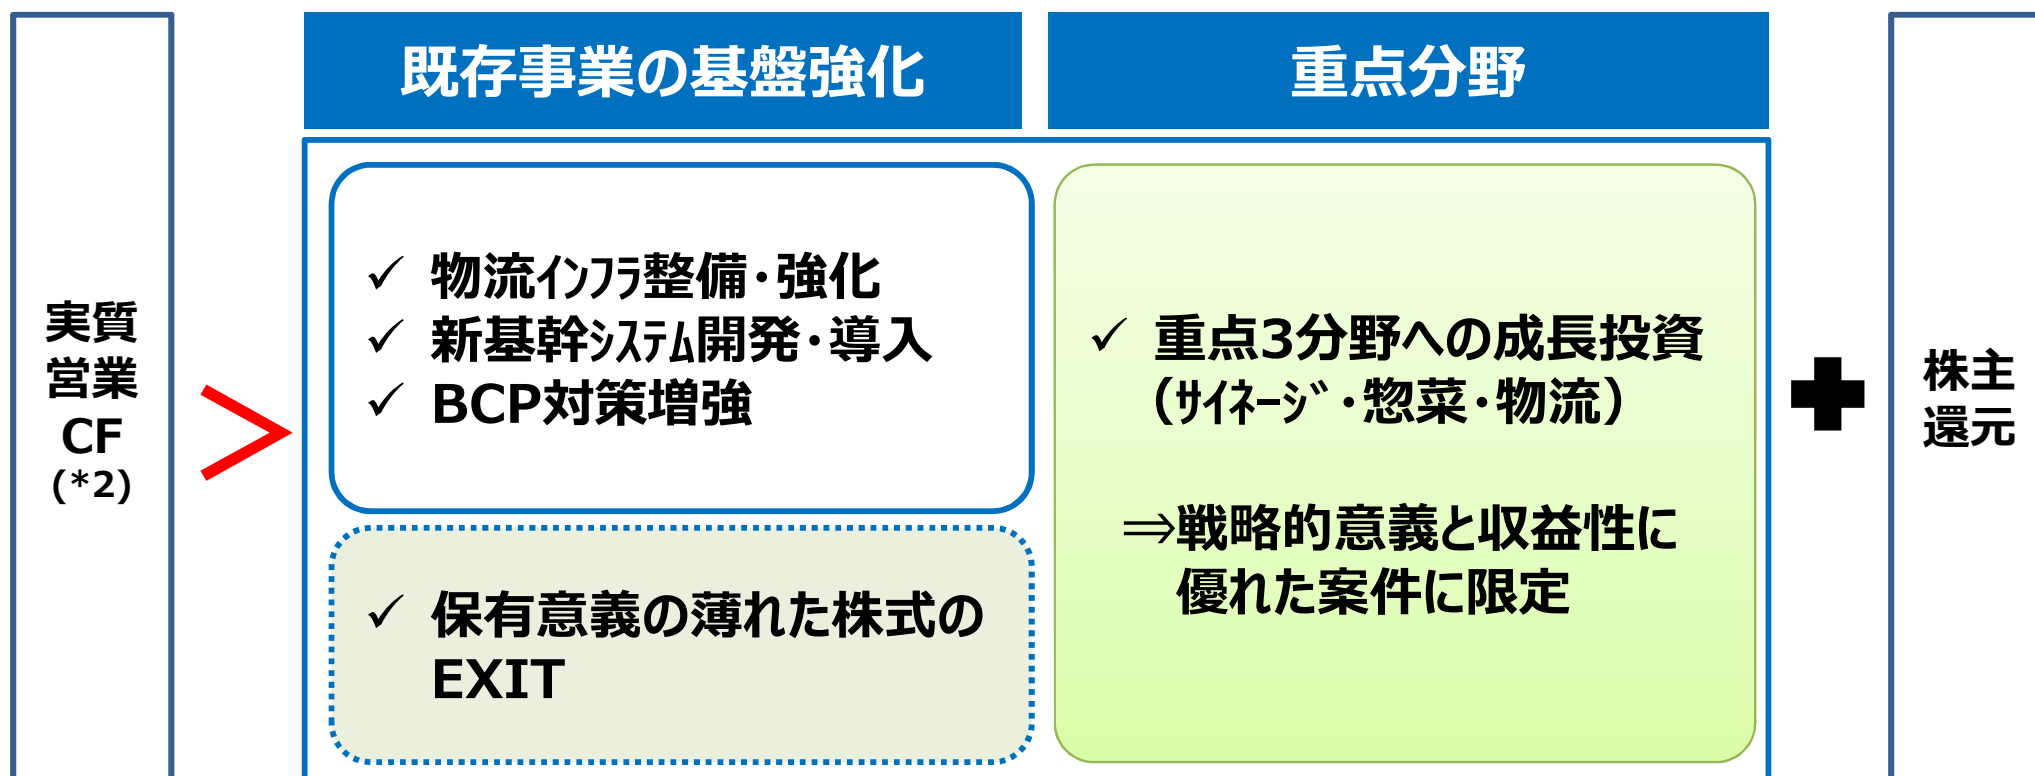 実質
営業
CF
(*2)
>
既存事業の基盤強化
✓ 物流ｲﾝﾌﾗ整備・強化
✓ 新基幹ｼｽﾃﾑ開発・導入
✓ BCP対策増強
✓ 保有意義の薄れた株式の
EXIT
重点分野
✓ 重点3分野への成長投資
（ｻｲﾈｰｼﾞ・惣菜・物流）
⇒戦略的意義と収益性に
優れた案件に限定
株主
還元